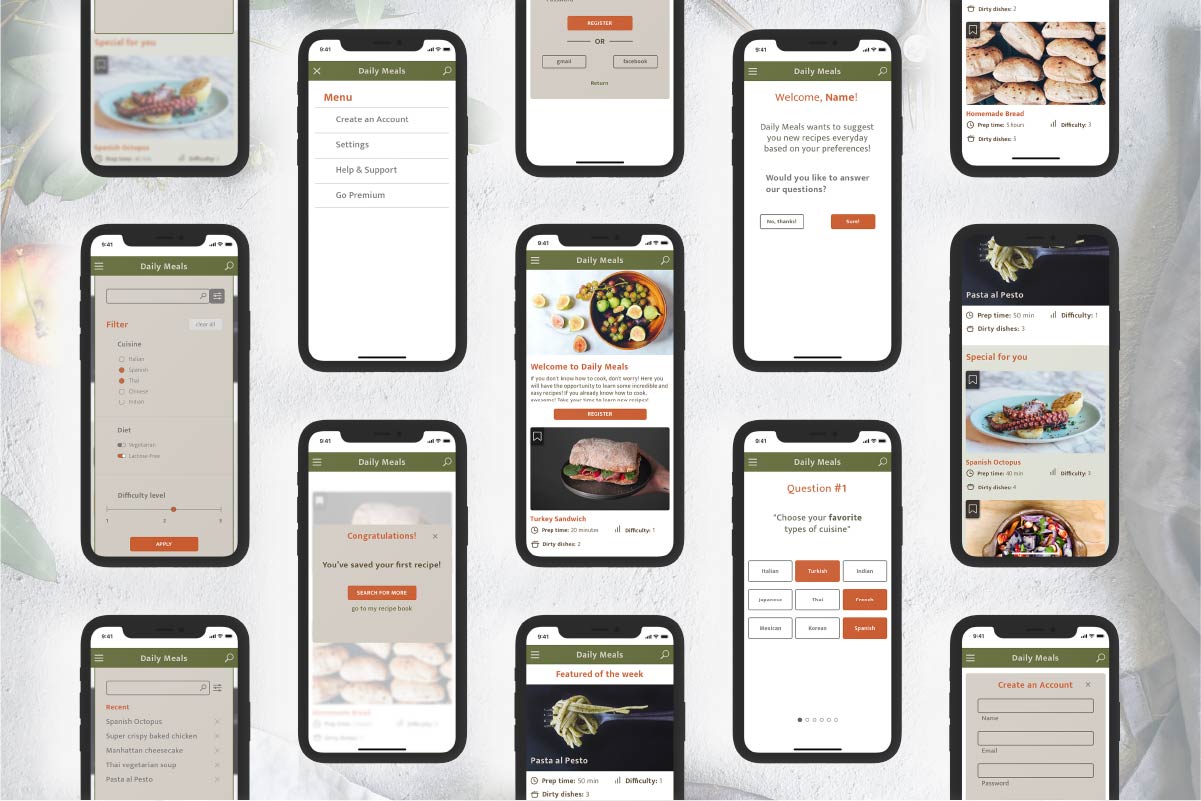 Special for you
Spanish Octopus
Prep time: 40 min
Difficulty: 3
9:41
Daily Meals
Filter
clear all
Cuisine
Italian
Spanish
Thai
Chinese
Indian
Diet
Vegetarian
Lactose-Free
Difficulty level
1 2 3
APPLY
9:41
Daily Meals
Recent
Spanish Octopus
Super crispy baked chicken
Manhattan cheesecake
Thai vegetarian soup
Pasta al Pesto
9:41
Daily Meals
Menu
Create an Account
Settings
Help & Support
Go Premium
9:41
Daily Meals
Congratulations!
You've saved your first recipe!
SEARCH FOR MORE
go to my recipe book
Homemade Bread
Prep time:
Difficulty: 3
Dirty dishes: 5
Password
REGISTER
OR
gmail
facebook
Return
9:41
Daily Meals
Welcome to Daily Meals
If you don't know how to cook, don't worry! Here you
will have the opportunity to learn some incredible and
easy recipes! If you already know how to cook,
awesome! Take your time to learn new recipes!
REGISTER
Turkey Sandwich
Prep time: 20 minutes
Difficulty: 1
Dirty dishes: 2
9:41
Daily Meals
Featured of the week
Pasta al Pesto
Prep time: 50 min
Difficulty: 1
Dirty dishes: 3
9:41
Daily Meals
Welcome, Name!
Daily Meals wants to suggest
you new recipes everyday
based on your preferences!
Would you like to answer
our questions?
No, thanks!
Sure!
9:41
Daily Meals
Question #1
"Choose your favorite
types of cuisine"
Italian
Turkish
Indian
Japanese
Thai
French
Mexican
Korean
Spanish
Dirty dishes: 2
Homemade Bread
Prep time: 5 hours
Difficulty: 3
Dirty dishes: 5
Pasta al Pesto
Prep time: 50 min
Difficulty: 1
Dirty dishes: 3
Special for you
Spanish Octopus
Prep time: 40 min
Difficulty: 3
Dirty dishes: 4
9:41
Daily Meals
Create an Account
Name
Email
Password